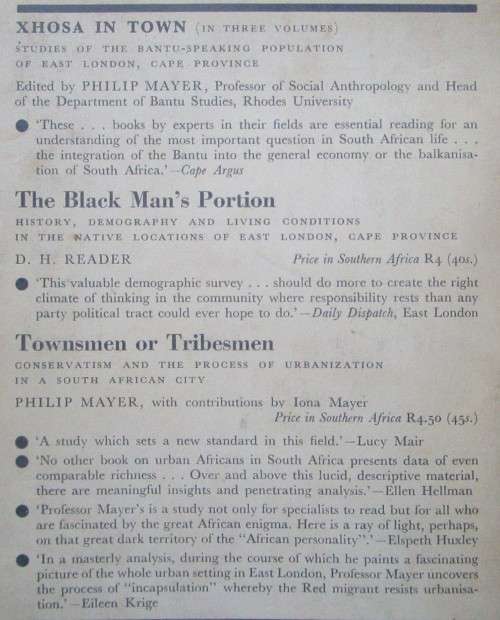 XHOSA IN TOWN (IN THREE VOLUMES)
STUDIES OF THE BANTU-SPEAKING POPULATION
OF EAST LONDON, CAPE PROVINCE
Edited by PHILIP MAYER, Professor of Social Anthropology and Head
of the Department of Bantu Studies, Rhodes University
● ‘These . . . books by experts in their fields are essential reading for an
understanding of the most important question in South African life . . .
the integration of the Bantu into the general economy or the balkanisa-
tion of South Africa.’—Cape Argus
The Black Man's Portion
HISTORY, DEMOGRAPHY AND LIVING CONDITIONS
IN THE NATIVE LOCATIONS OF EAST LONDON, CAPE PROVINCE
D. H. READER Price in Southern Africa R4 (40s.)
● ‘This valuable demographic survey . . . should do more to create the right
climate of thinking in the community where responsibility rests than any
party political tract could ever hope to do.’—Daily Dispatch, East London
Townsmen or Tribesmen
CONSERVATISM AND THE PROCESS OF URBANIZATION
IN A SOUTH AFRICAN CITY
PHILIP MAYER, with contributions by Iona Mayer
Price in Southern Africa R4.50 (45s.)
● ‘A study which sets a new standard in this field.’—Lucy Mair
● ‘No other book on urban Africans in South Africa presents data of even
comparable richness . . . Over and above this lucid, descriptive material,
there are meaningful insights and penetrating analysis.’—Ellen Hellman
● ‘Professor Mayer's is a study not only for specialists to read but for all who
are fascinated by the great African enigma. Here is a ray of light, perhaps,
on that great dark territory of the “African personality”.’—Elspeth Huxley
● ‘In a masterly analysis, during the course of which he paints a fascinating
picture of the whole urban setting in East London, Professor Mayer uncovers
the process of “incapsulation” whereby the Red migrant resists urbanisa-
tion.’—Eileen Krige